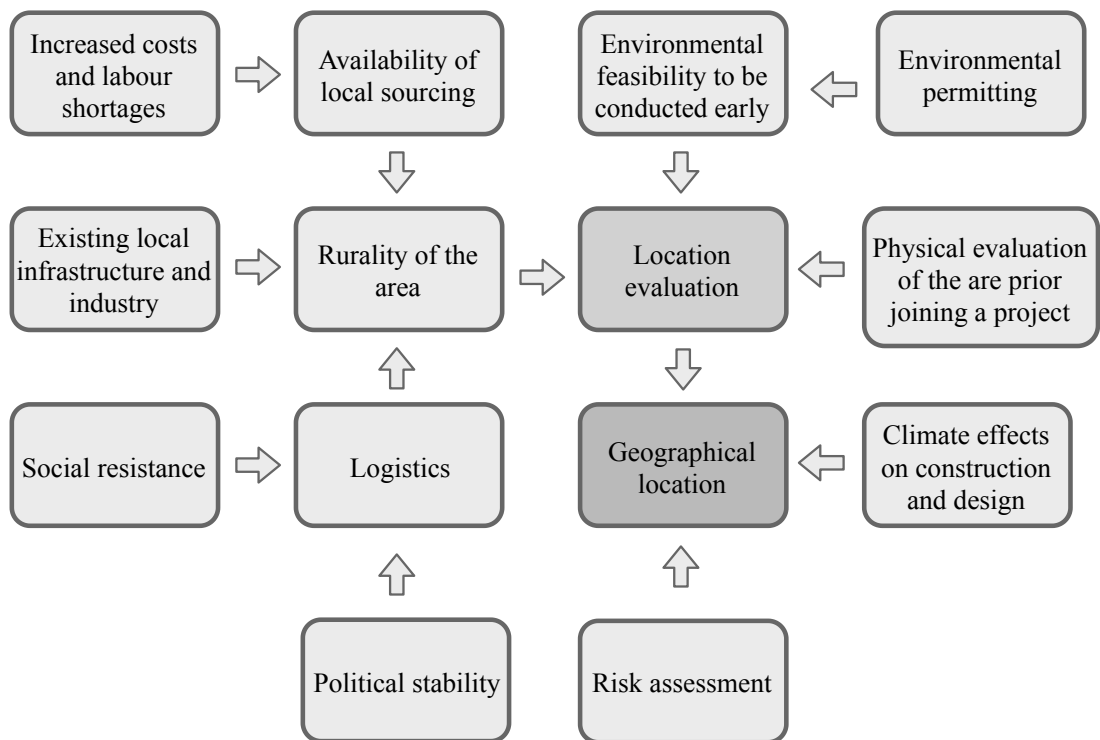 Increased costs
and labour
shortages
Availability of
local sourcing
Environmental
feasibility to be
conducted early
Environmental
permitting
Existing local
infrastructure and
industry
Rurality of the
area
Location
evaluation
Physical evaluation
of the are prior
joining a project
Social resistance
Logistics
Geographical
location
Climate effects
on construction
and design
Political stability
Risk assessment